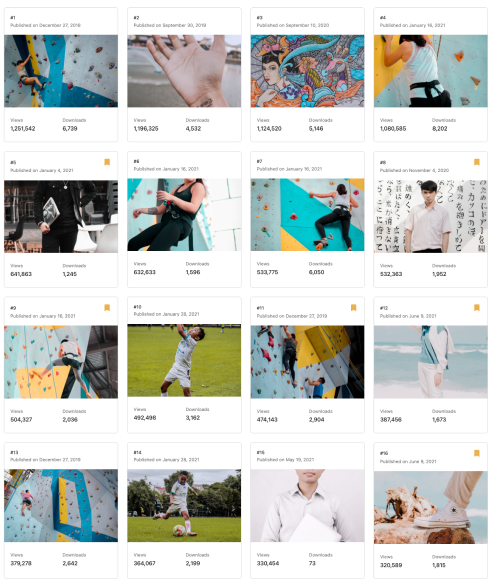 #1
Published on December 27, 2019
Views Downloads
1,251,542 6,739
#2
Published on September 30, 2019
Views Downloads
1,196,325 4,532
#3
Published on September 10, 2020
Views Downloads
1,124,520 5,146
#4
Published on January 16, 2021
Views Downloads
1,080,585 8,202
#5
Published on January 4, 2021
Views Downloads
641,863 1,245
#6
Published on January 16, 2021
Views Downloads
632,633 1,596
#7
Published on January 16, 2021
Views Downloads
533,775 6,050
#8
Published on November 4, 2020
Views Downloads
532,363 1,952
#9
Published on January 16, 2021
Views Downloads
504,327 2,036
#10
Published on January 28, 2021
Views Downloads
492,498 3,162
#11
Published on December 27, 2019
Views Downloads
474,143 2,904
#12
Published on June 9, 2021
Views Downloads
387,456 1,673
#13
Published on December 27, 2019
Views Downloads
379,278 2,642
#14
Published on January 28, 2021
Views Downloads
364,067 2,199
#15
Published on May 19, 2021
Views Downloads
330,454 73
#16
Published on June 9, 2021
Views Downloads
320,589 1,815